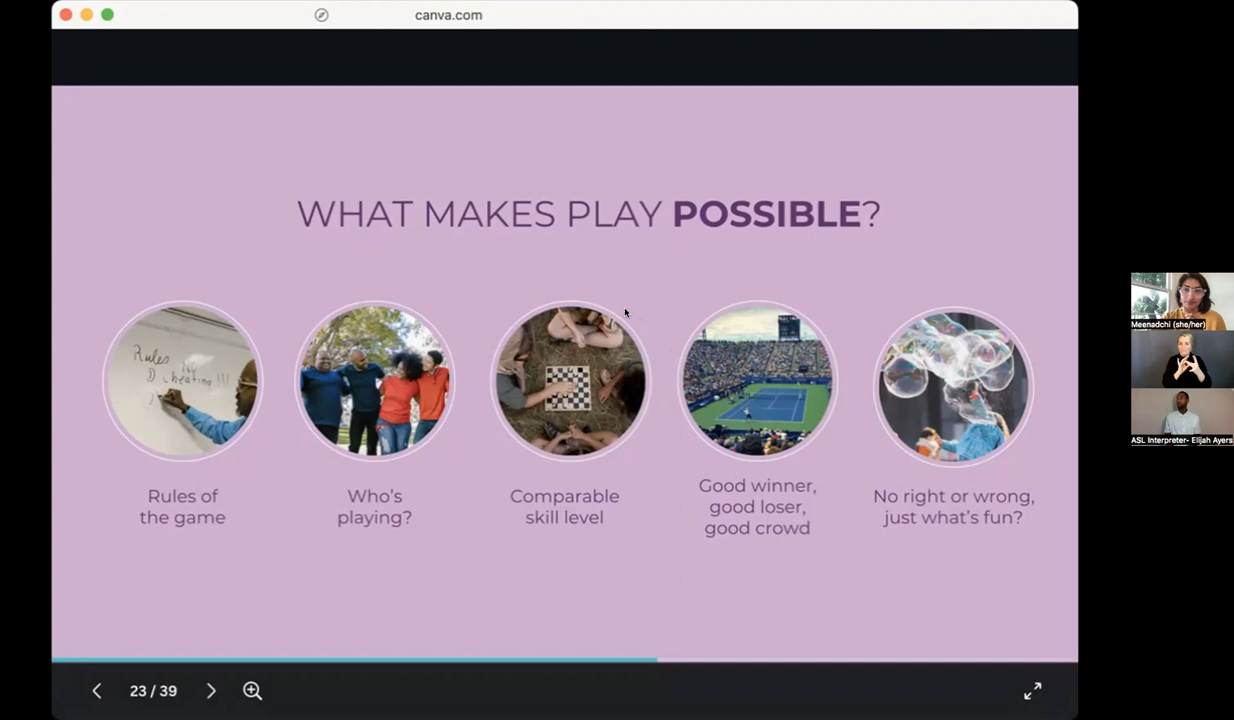 canva.com
WHAT MAKES PLAY POSSIBLE?
Rules
No
1) cheating!!!
Rules of
the game
Who's
playing?
Comparable
skill level
Good winner,
good loser,
good crowd
No right or wrong,
just what's fun?
23 / 39
Meenadchi (she/her)
ASL Interpreter- Elijah Ayers